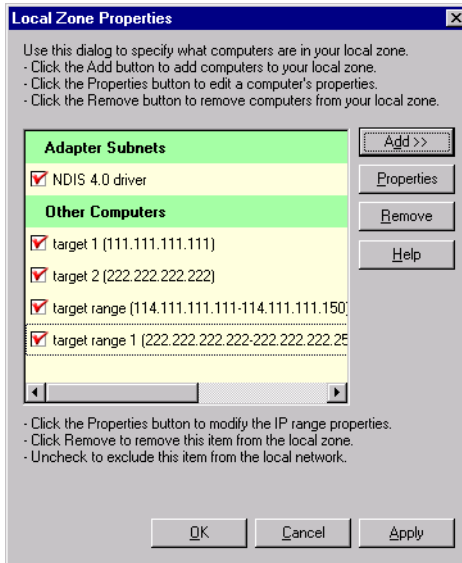 Local Zone Properties
Use this dialog to specify what computers are in your local zone.
- Click the Add button to add computers to your local zone.
- Click the Properties button to edit a computer's properties.
- Click the Remove button to remove computers from your local zone.
Adapter Subnets
NDIS 4.0 driver
Other Computers
target 1 (111.111.111.111)
target 2 (222.222.222.222)
target range (114.111.111.111-114.111.111.150)
target range 1 (222.222.222.222-222.222.222.25
Add >>
Properties
Remove
Help
- Click the Properties button to modify the IP range properties.
- Click Remove to remove this item from the local zone.
- Uncheck to exclude this item from the local network.
OK
Cancel
Apply